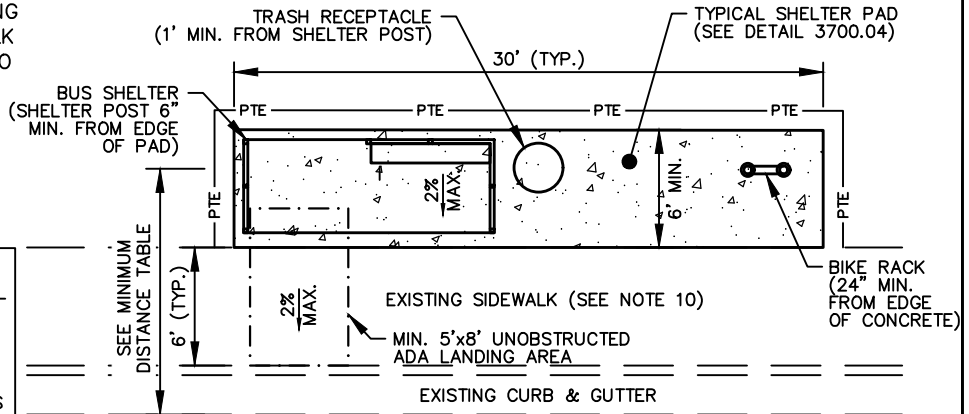 NG
LK
O
TRASH RECEPTACLE
(1' MIN. FROM SHELTER POST)
TYPICAL SHELTER PAD
(SEE DETAIL 3700.04)
30' (TYP.)
BUS SHELTER
(SHELTER POST 6"
MIN. FROM EDGE
OF PAD)
PTE
PTE
PTE
PTE
PTE
PTE
2%
MAX.
6' MIN.
SEE MINIMUM
DISTANCE TABLE
6' (TYP.)
2%
MAX.
EXISTING SIDEWALK (SEE NOTE 10)
BIKE RACK
(24" MIN.
FROM EDGE
OF CONCRETE)
MIN. 5'x8' UNOBSTRUCTED
ADA LANDING AREA
EXISTING CURB & GUTTER
S